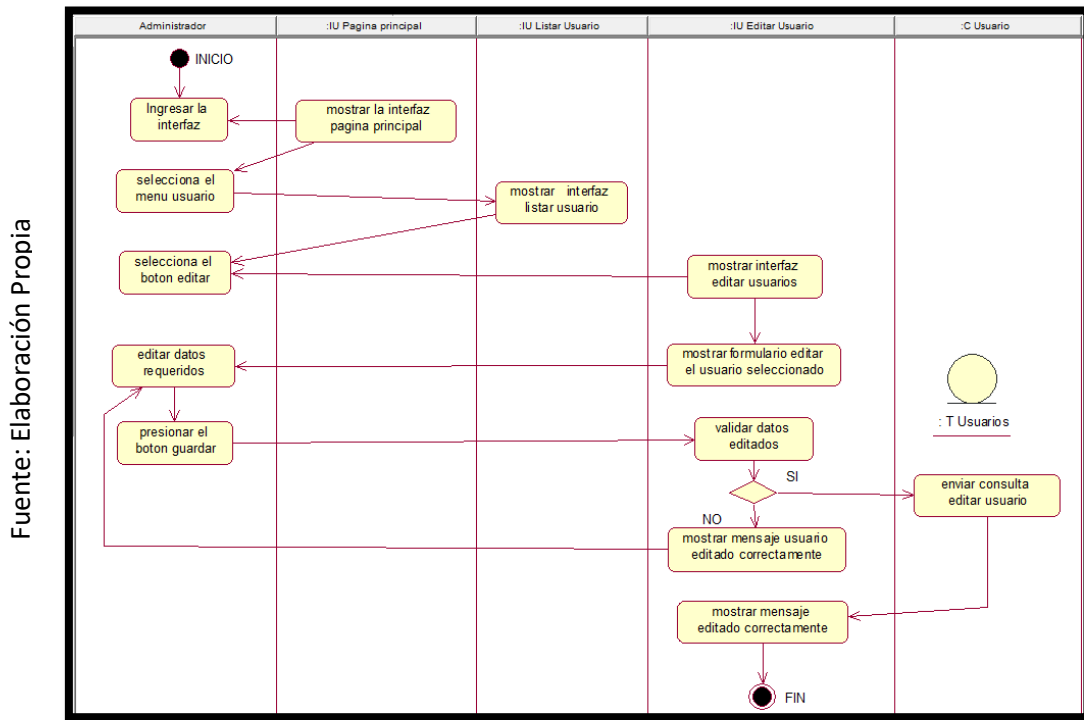 Fuente: Elaboración Propia
Administrador
:IU Pagina principal
:IU Listar Usuario
:IU Editar Usuario
:C Usuario
INICIO
Ingresar la
interfaz
mostrar la interfaz
pagina principal
selecciona el
menu usuario
mostrar interfaz
listar usuario
selecciona el
boton editar
mostrar interfaz
editar usuarios
editar datos
requeridos
mostrar formulario editar
el usuario seleccionado
: T Usuarios
presionar el
boton guardar
validar datos
editados
SI
enviar consulta
editar usuario
NO
mostrar mensaje usuario
editado correctamente
mostrar mensaje
editado correctamente
FIN